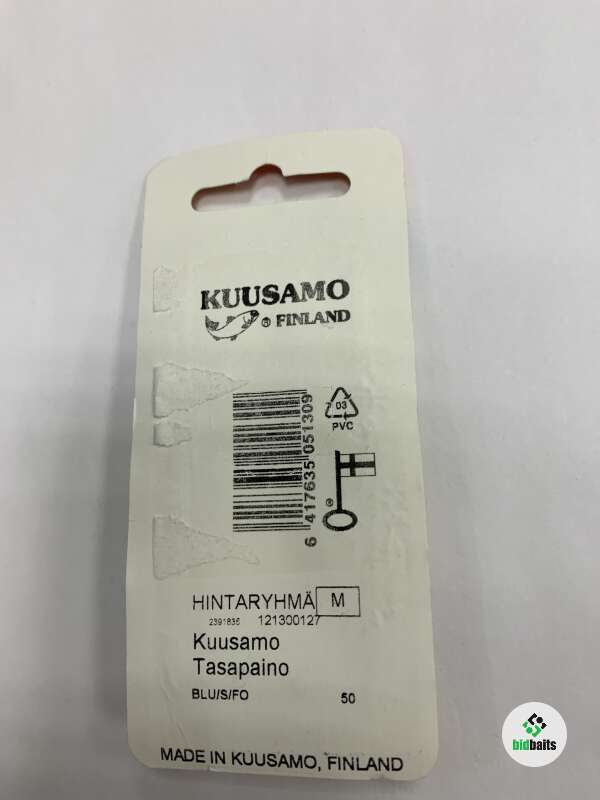 KUUSAMO
® FINLAND
6 417635 051309
03
PVC
®
HINTARYHMÄ M
2391836 121300127
Kuusamo
Tasapaino
BLU/S/FO 50
MADE IN KUUSAMO, FINLAND
bidbaits